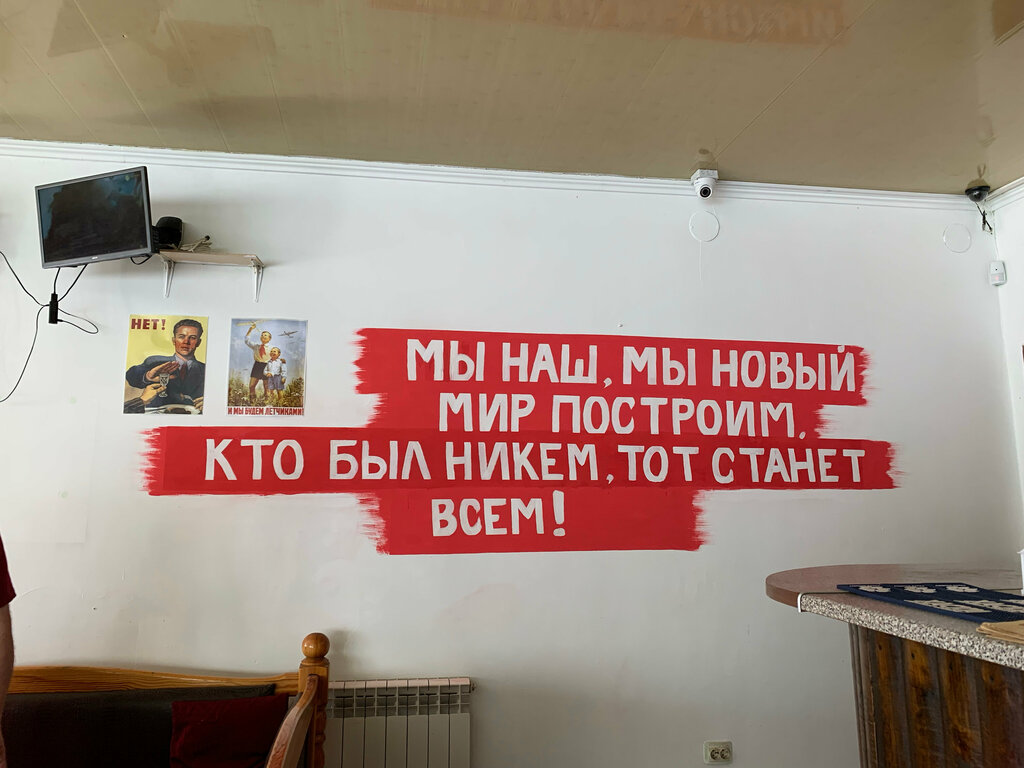 НЕТ!
И МЫ БУДЕМ ЛЕТЧИКАМИ!
МЫ НАШ, МЫ НОВЫЙ
МИР ПОСТРОИМ,
КТО БЫЛ НИКЕМ, ТОТ СТАНЕТ
ВСЕМ!